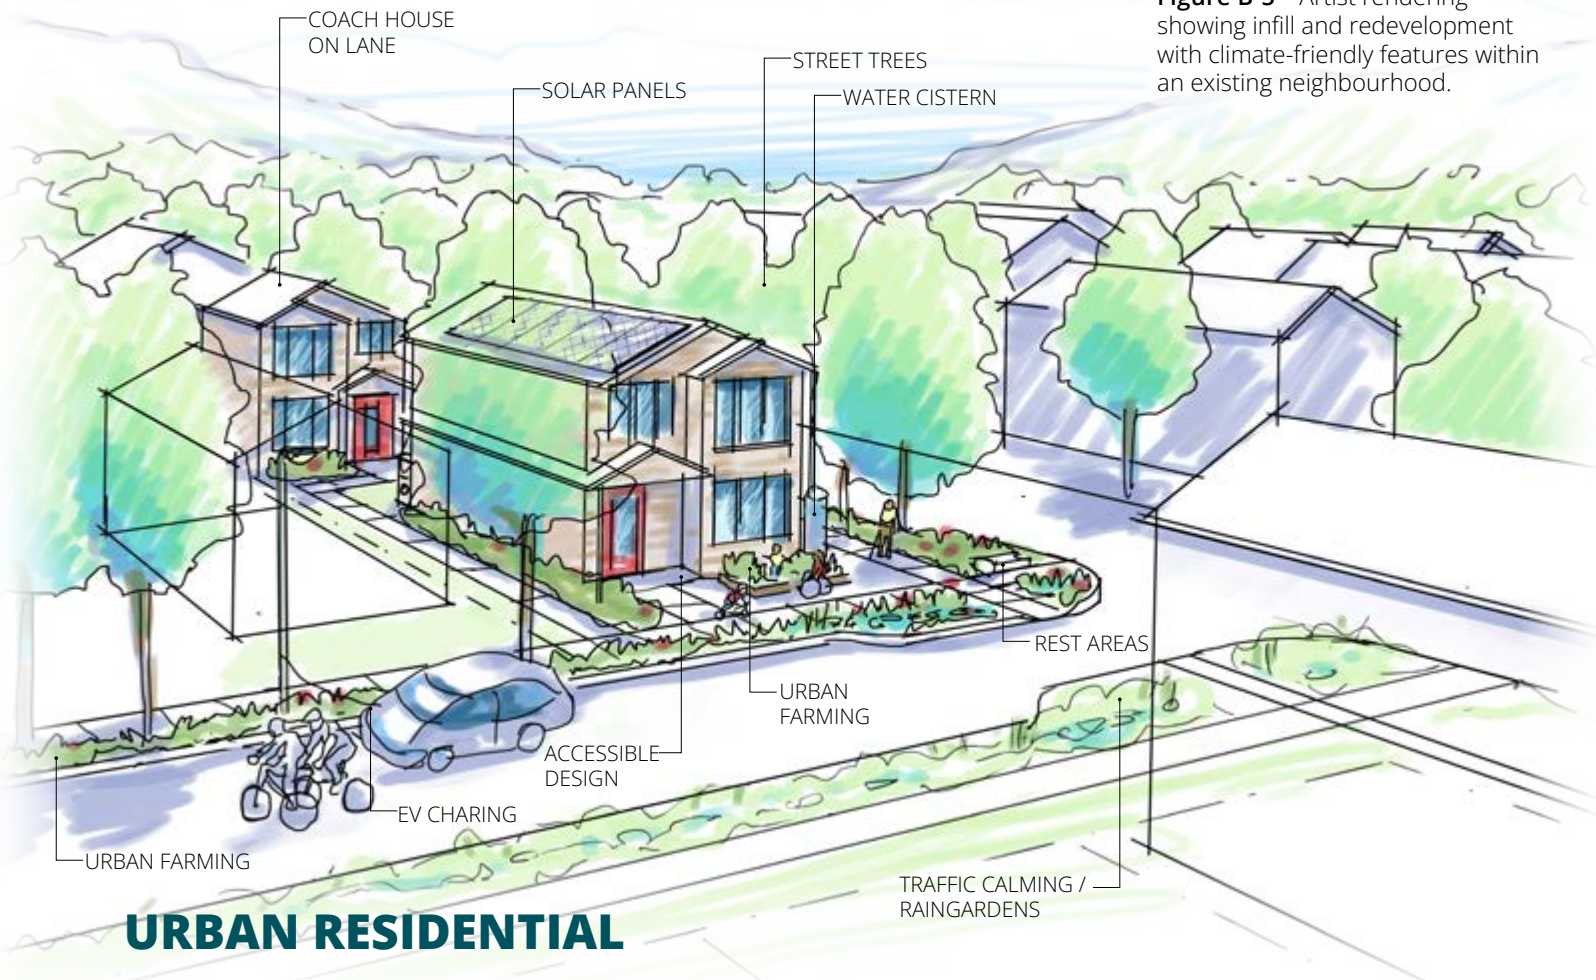 Figure B-3 Artist rendering
showing infill and redevelopment
with climate-friendly features within
an existing neighbourhood.
COACH HOUSE
ON LANE
STREET TREES
SOLAR PANELS
WATER CISTERN
REST AREAS
URBAN
FARMING
ACCESSIBLE
DESIGN
EV CHARING
URBAN FARMING
TRAFFIC CALMING /
RAINGARDENS
URBAN RESIDENTIAL